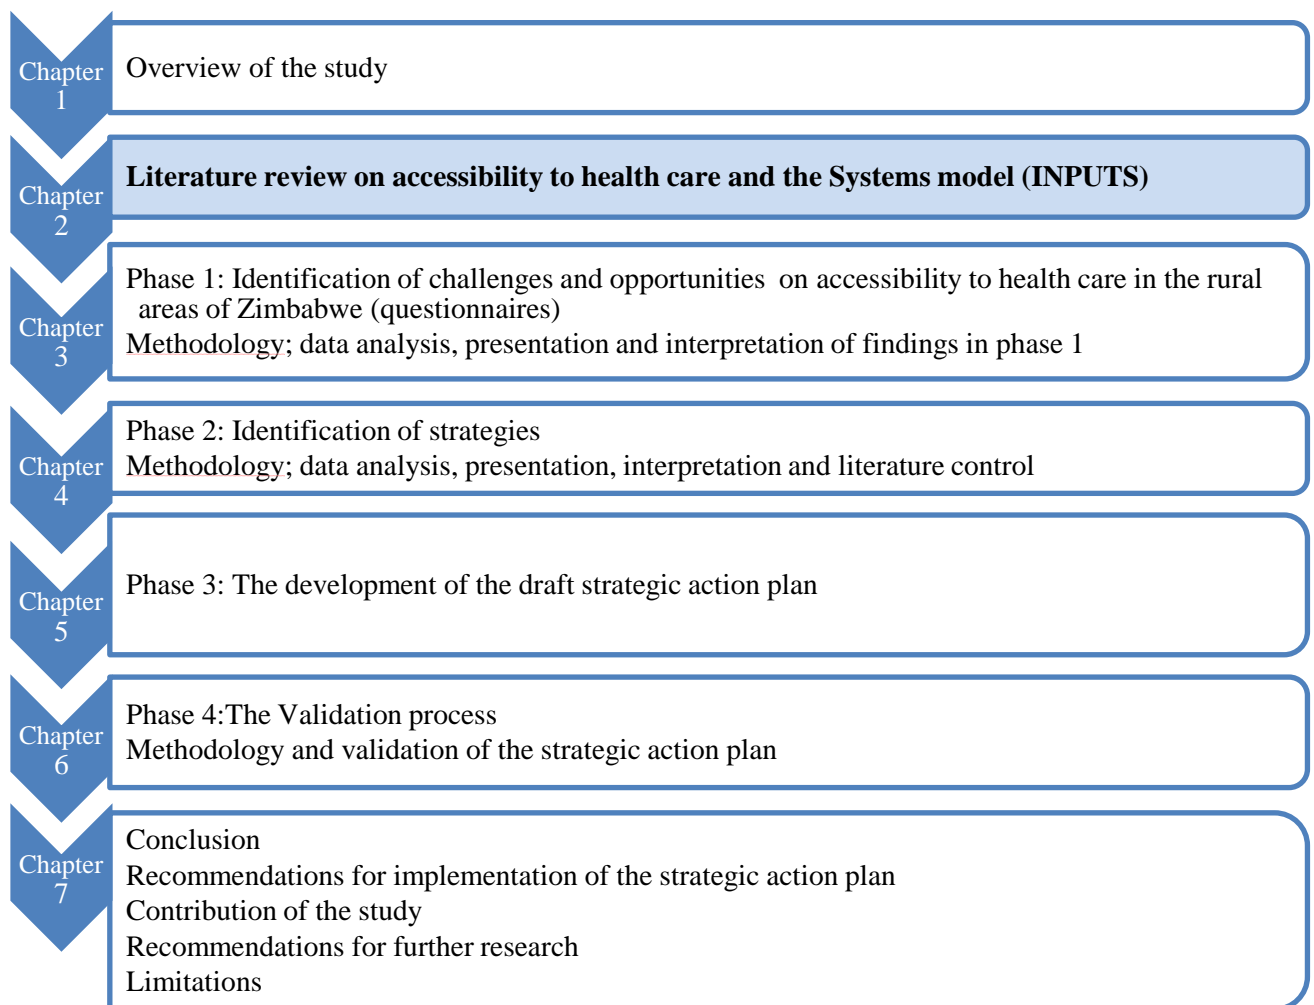 Chapter
1
Overview of the study
Chapter
2
Literature review on accessibility to health care and the Systems model (INPUTS)
Chapter
3
Phase 1: Identification of challenges and opportunities  on accessibility to health care in the rural
areas of Zimbabwe (questionnaires)
Methodology; data analysis, presentation and interpretation of findings in phase 1
Chapter
4
Phase 2: Identification of strategies
Methodology; data analysis, presentation, interpretation and literature control
Chapter
5
Phase 3: The development of the draft strategic action plan
Chapter
6
Phase 4:The Validation process
Methodology and validation of the strategic action plan
Chapter
7
Conclusion
Recommendations for implementation of the strategic action plan
Contribution of the study
Recommendations for further research
Limitations